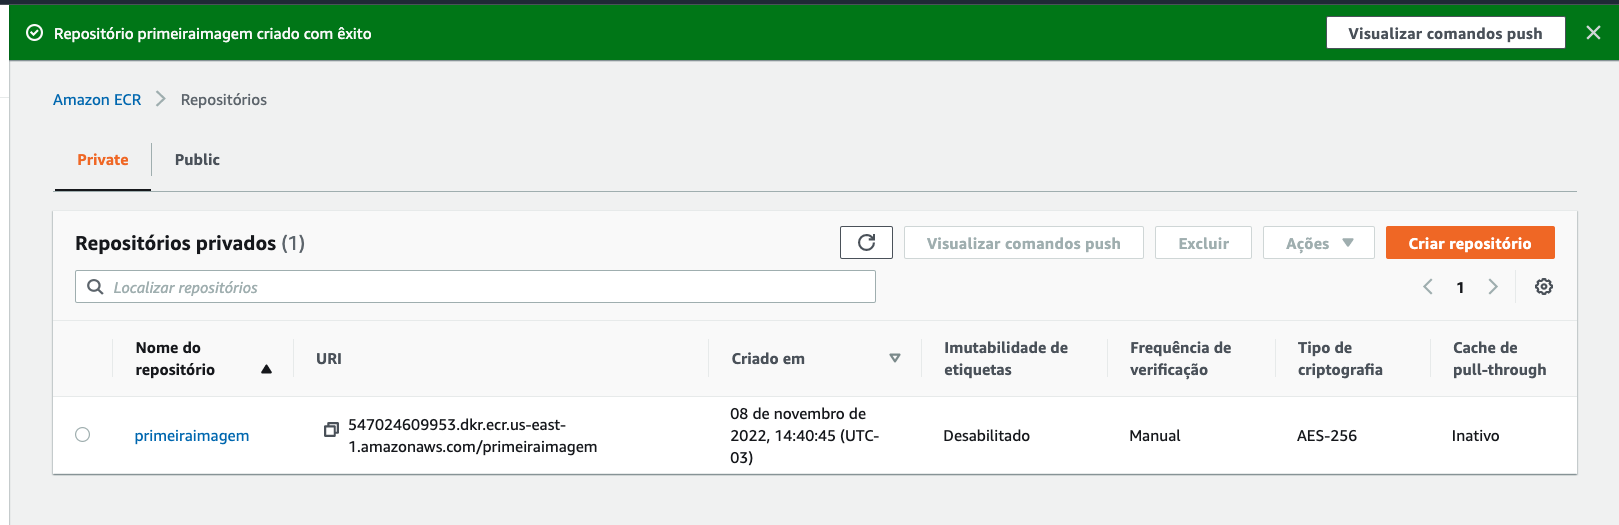 Repositório primeiraimagem criado com êxito
Visualizar comandos push
Amazon ECR
Repositórios
Private
Public
Repositórios privados (1)
Visualizar comandos push
Excluir
Ações
Criar repositório
Localizar repositórios
1
Nome do
repositório
URI
Criado em
Imutabilidade de
etiquetas
Frequência de
verificação
Tipo de
criptografia
Cache de
pull-through
primeiraimagem
547024609953.dkr.ecr.us-east-
1.amazonaws.com/primeiraimagem
08 de novembro de
2022, 14:40:45 (UTC-
03)
Desabilitado
Manual
AES-256
Inativo